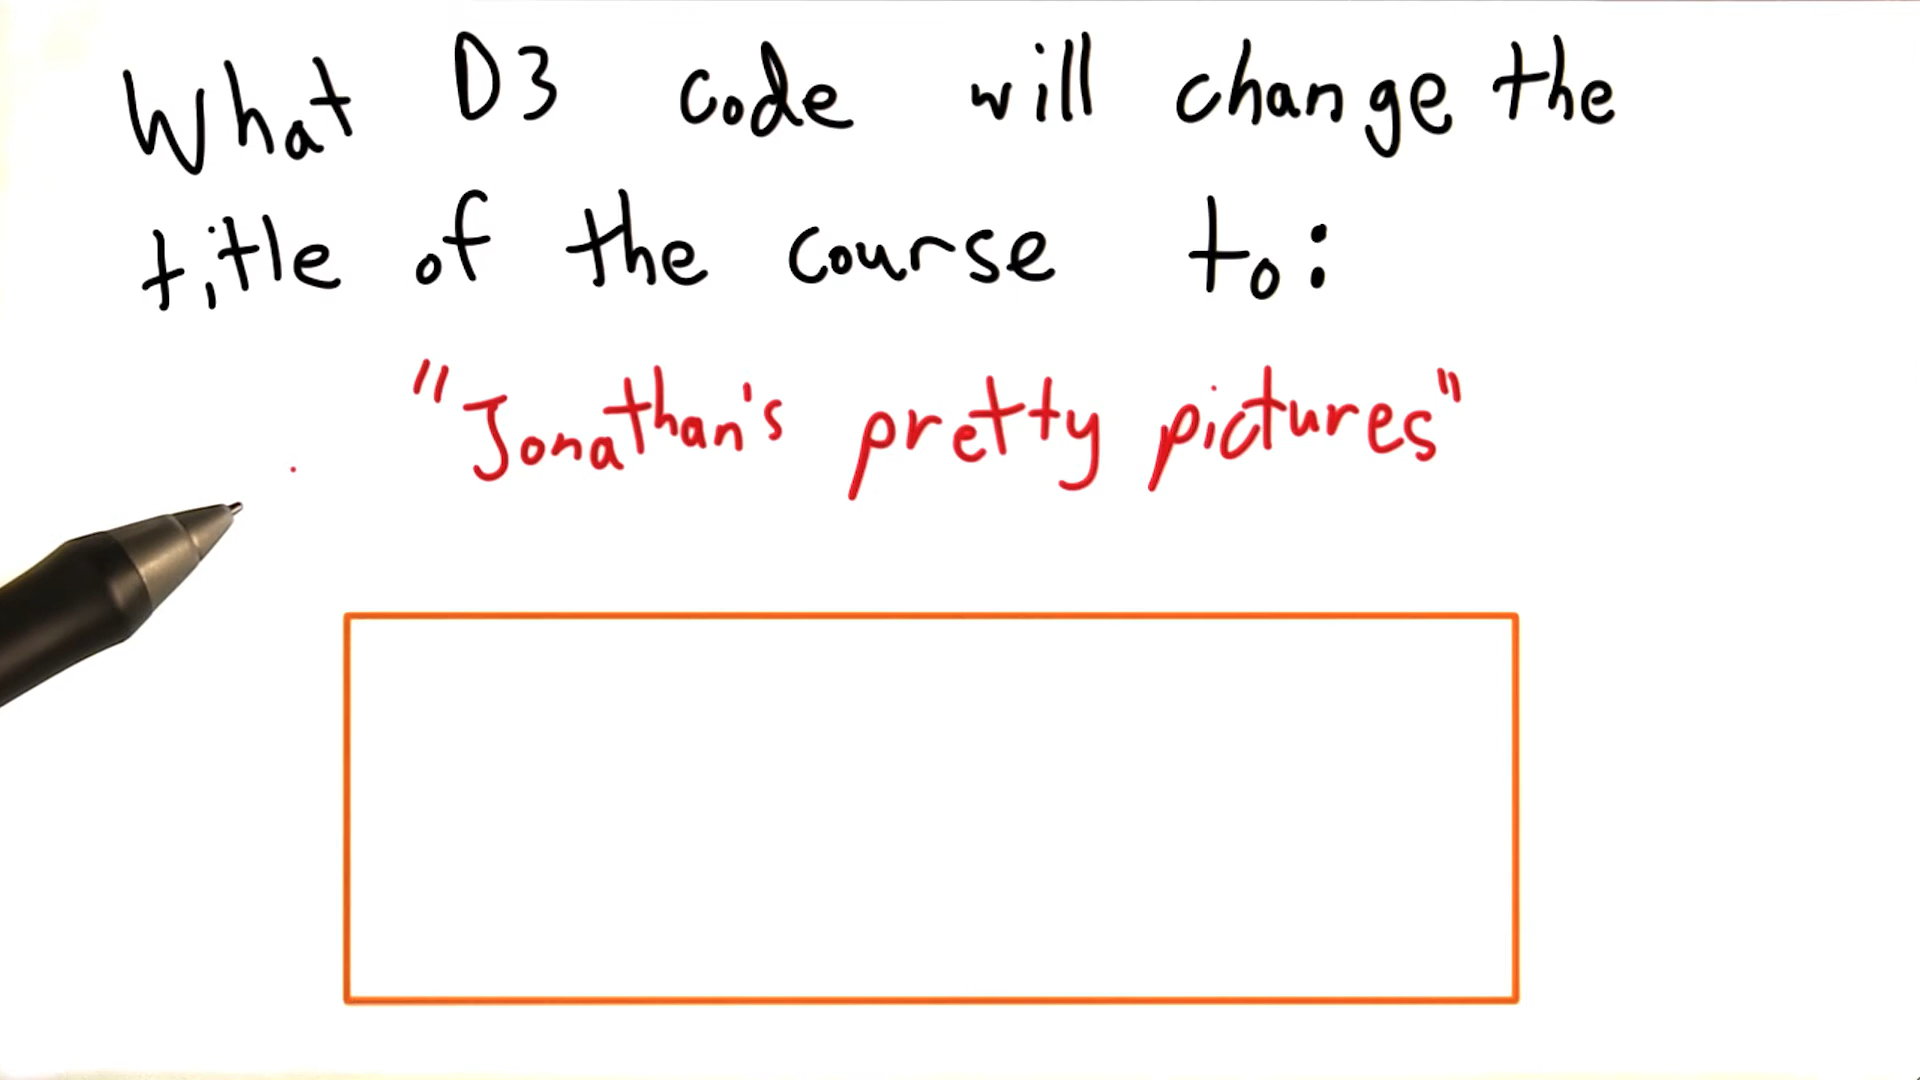 What D3 code will change the
title of the course to:
"Jonathan's pretty pictures"